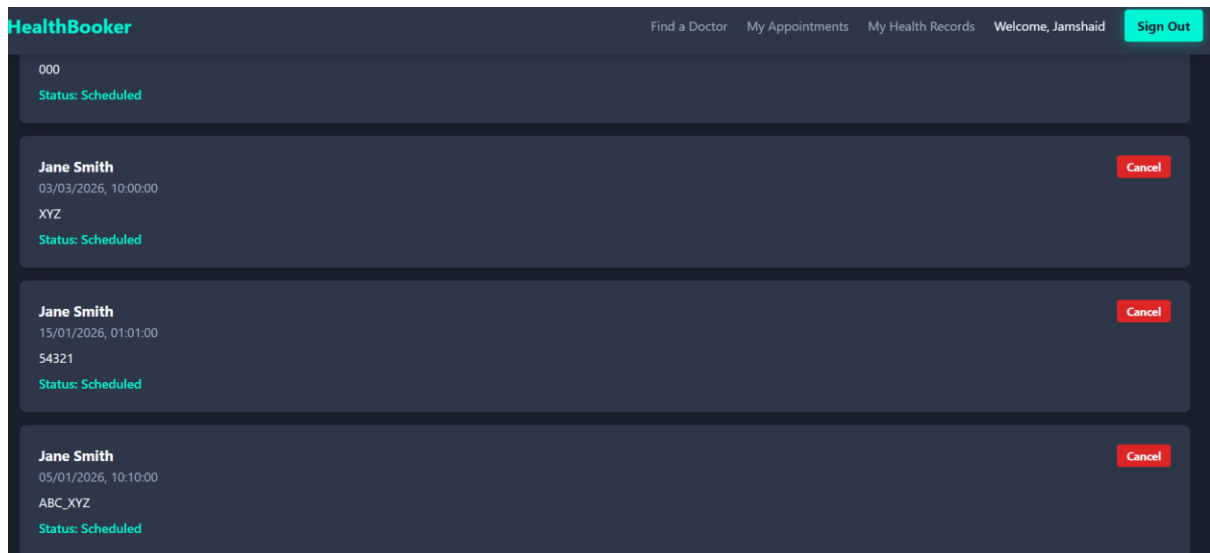 HealthBooker Find a Doctor My Appointments My Health Records Welcome, Jamshaid Sign Out
000
Status: Scheduled
Jane Smith Cancel
03/03/2026, 10:00:00
XYZ
Status: Scheduled
Jane Smith Cancel
15/01/2026, 01:01:00
54321
Status: Scheduled
Jane Smith Cancel
05/01/2026, 10:10:00
ABC_XYZ
Status: Scheduled